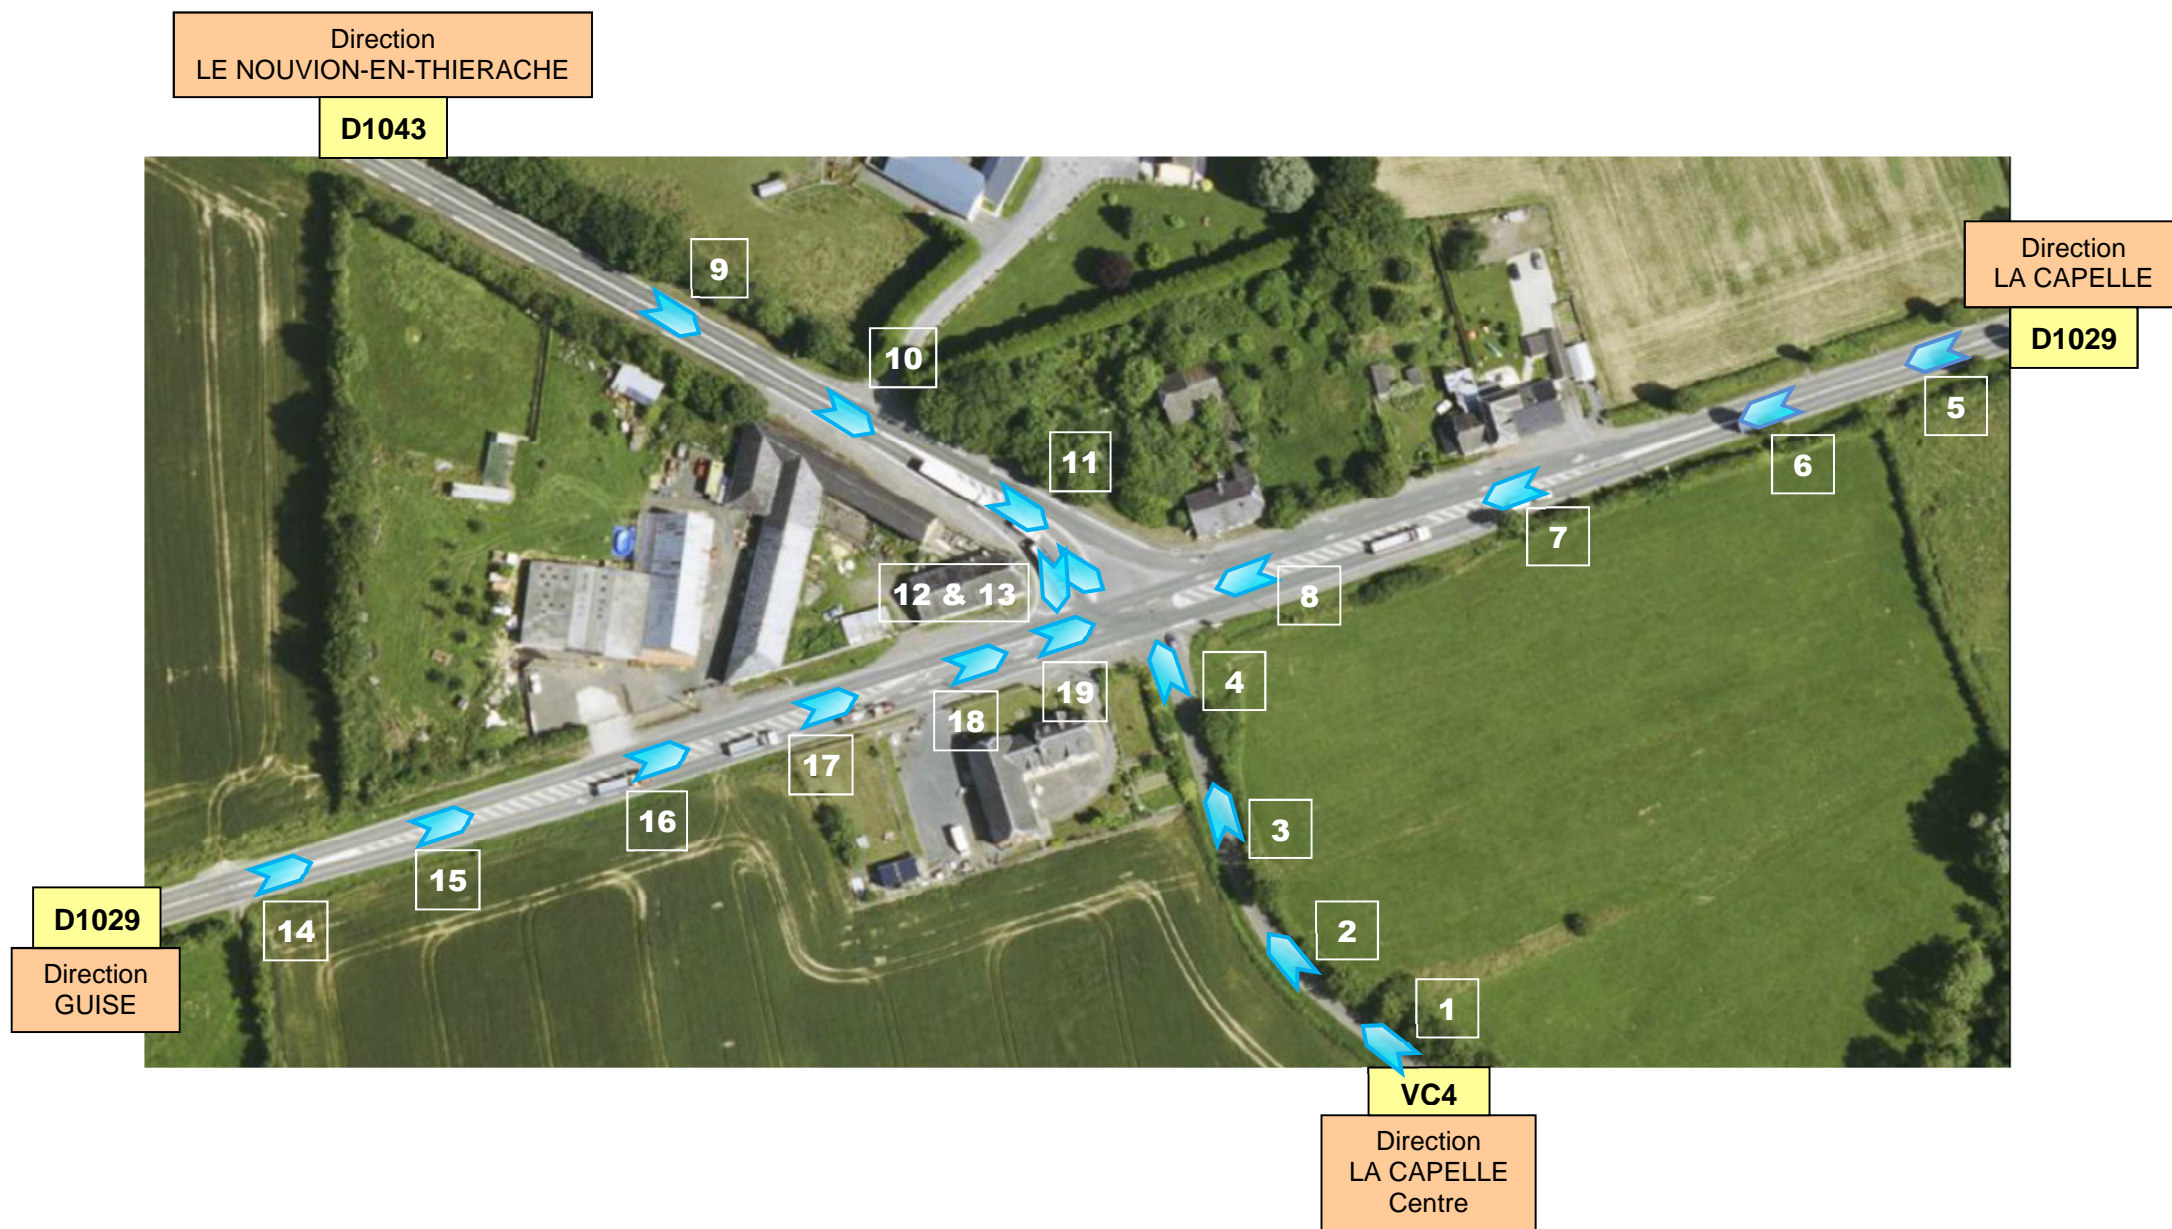 Direction
LE NOUVION-EN-THIERACHE
D1043
Direction
LA CAPELLE
D1029
9
10
5
11
6
7
12 & 13
8
4
19
18
17
16
3
15
D1029
Direction
GUISE
14
2
1
VC4
Direction
LA CAPELLE
Centre